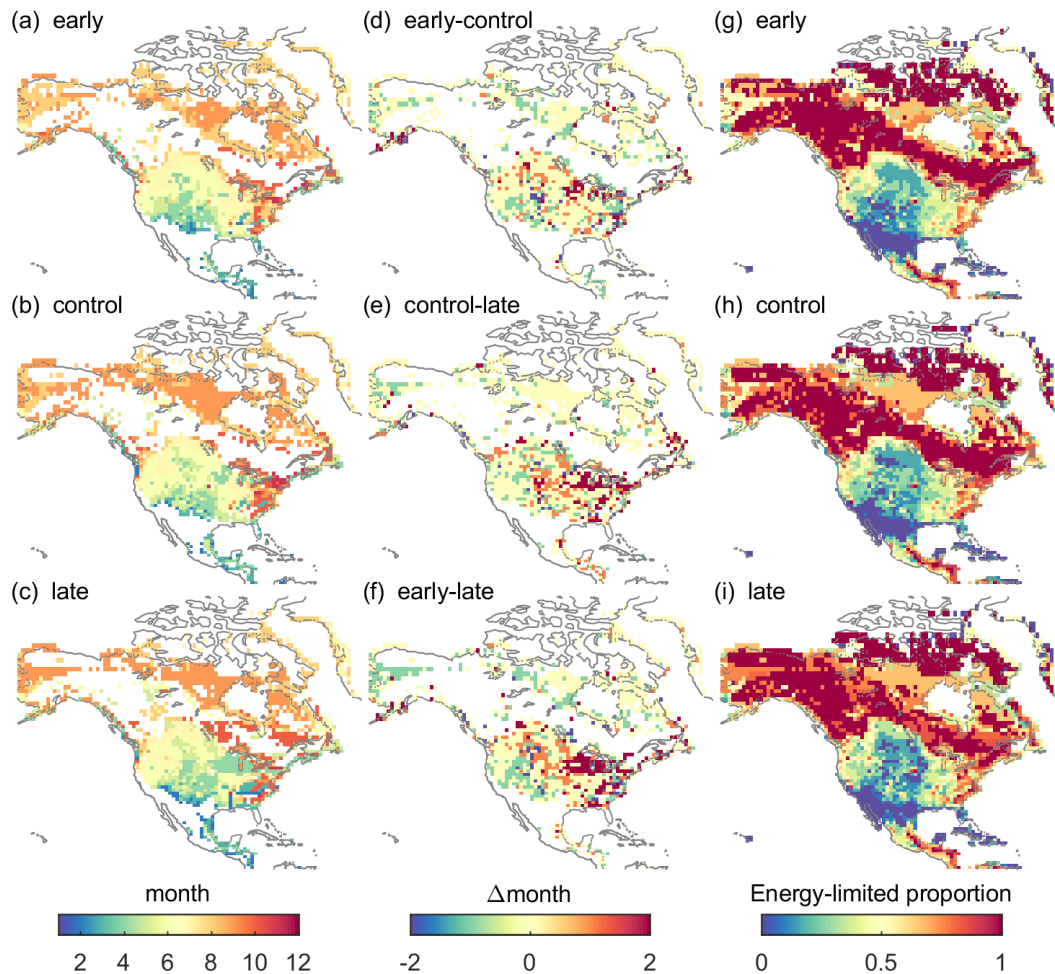 (a) early
(d) early-control
(g) early
(b) control
(e) control-late
(h) control
(c) late
(f) early-late
(i) late
month
Δmonth
Energy-limited proportion
2 4 6 8 10 12
-2 0 2
0 0.5 1